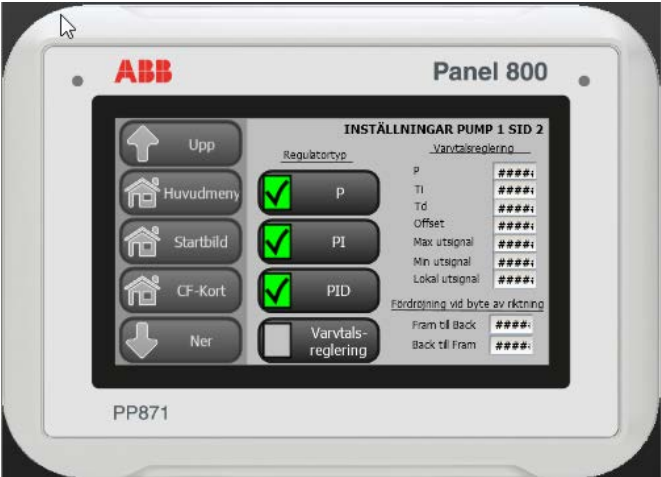 ABB
Panel 800
INSTÄLLNINGAR PUMP 1 SID 2
Upp
Huvudmeny
Startbild
CF-Kort
Ner
Regulatortyp
P
PI
PID
Varvtals-
reglering
Varvtalsreglering
P ####
TI ####
Td ####
Offset ####
Max utsignal ####
Min utsignal ####
Lokal utsignal ####
Fördröjning vid byte av riktning
Fram till Back ####
Back till Fram ####
PP871